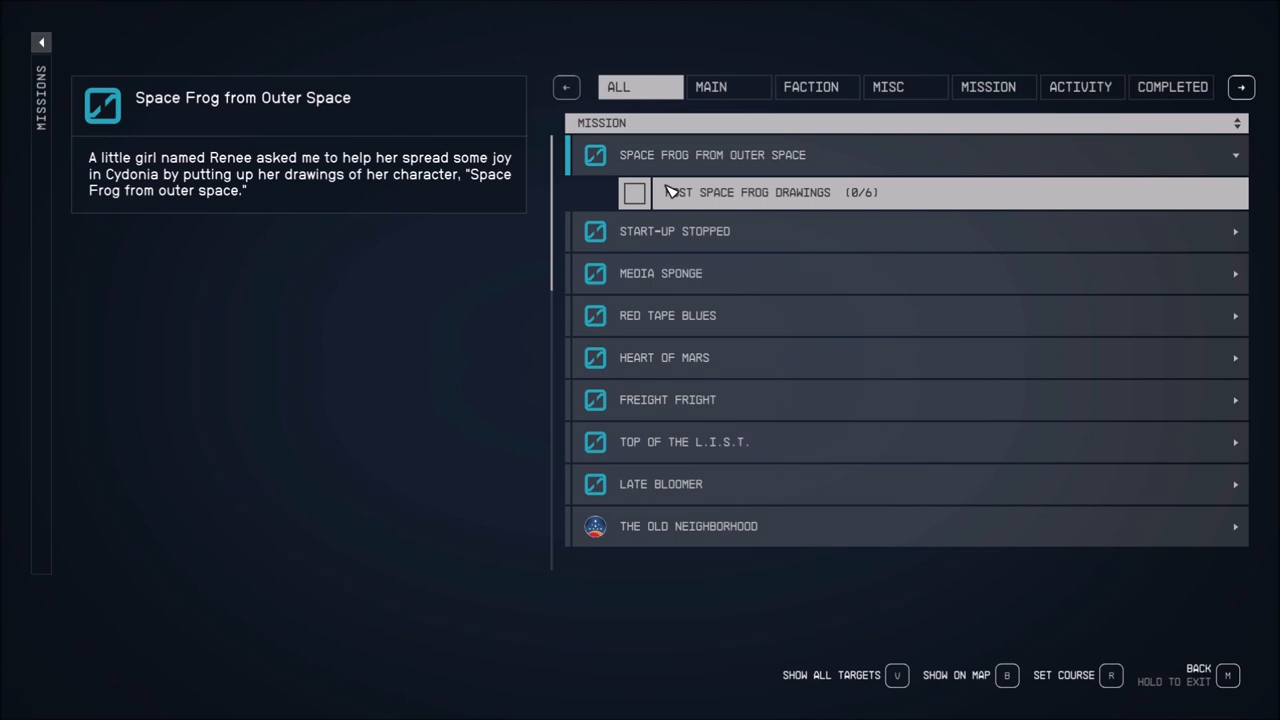 MISSIONS
Space Frog from Outer Space
A little girl named Renee asked me to help her spread some joy
in Cydonia by putting up her drawings of her character, "Space
Frog from outer space."
ALL
MAIN
FACTION
MISC
MISSION
ACTIVITY
COMPLETED
MISSION
SPACE FROG FROM OUTER SPACE
SPACE FROG DRAWINGS (0/6)
START-UP STOPPED
MEDIA SPONGE
RED TAPE BLUES
HEART OF MARS
FREIGHT FRIGHT
TOP OF THE L.I.S.T.
LATE BLOOMER
THE OLD NEIGHBORHOOD
SHOW ALL TARGETS V
SHOW ON MAP B
SET COURSE R
BACK
HOLD TO EXIT M